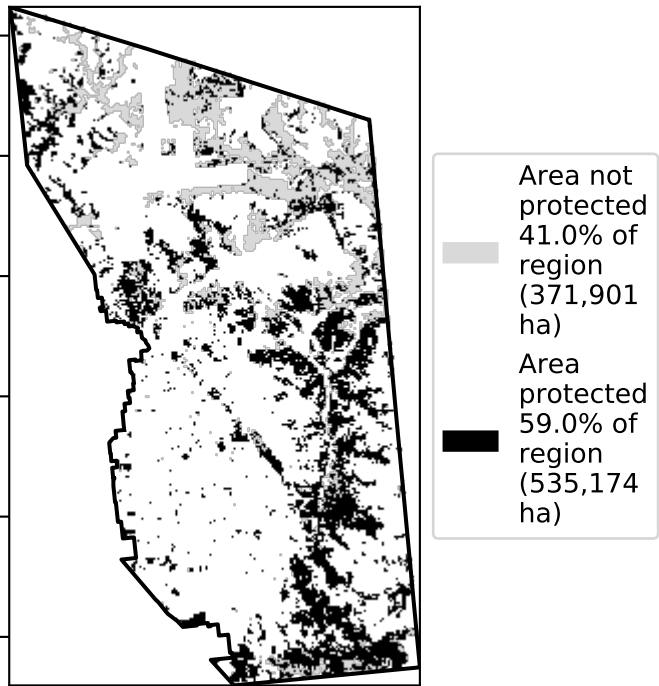 Area not
protected
41.0% of
region
(371,901
ha)
Area
protected
59.0% of
region
(535,174
ha)